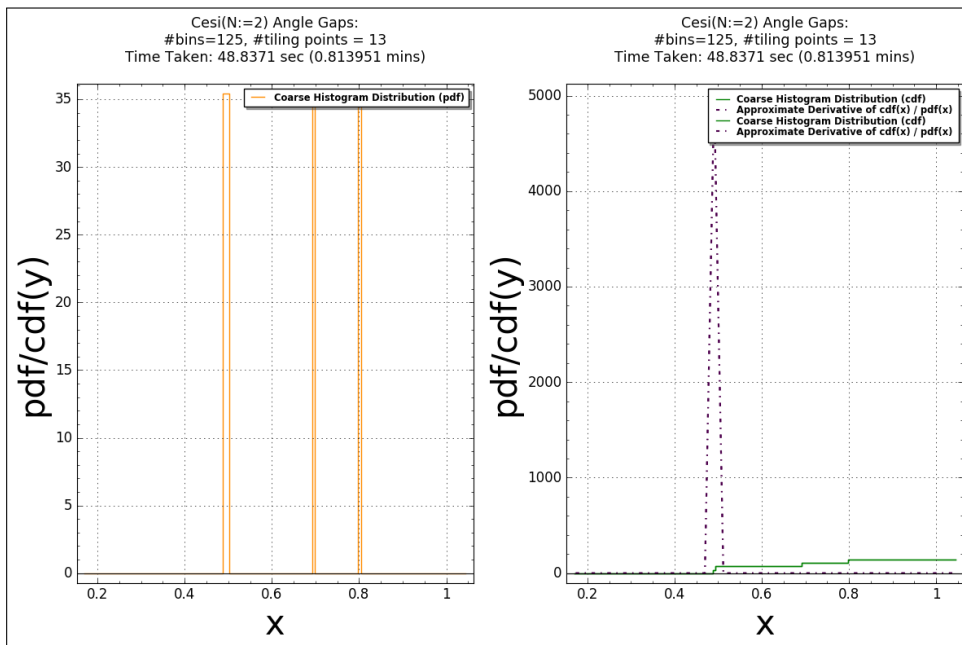 Cesi(N:=2) Angle Gaps:
#bins=125, #tiling points = 13
Time Taken: 48.8371 sec (0.813951 mins)
Coarse Histogram Distribution (pdf)
35
30
25
20
15
10
5
0
0.2
0.4
0.6
0.8
1
pdf/cdf(y)
x
Cesi(N:=2) Angle Gaps:
#bins=125, #tiling points = 13
Time Taken: 48.8371 sec (0.813951 mins)
Coarse Histogram Distribution (cdf)
Approximate Derivative of cdf(x) / pdf(x)
Coarse Histogram Distribution (cdf)
Approximate Derivative of cdf(x) / pdf(x)
5000
4000
3000
2000
1000
0
0.2
0.4
0.6
0.8
1
pdf/cdf(y)
x